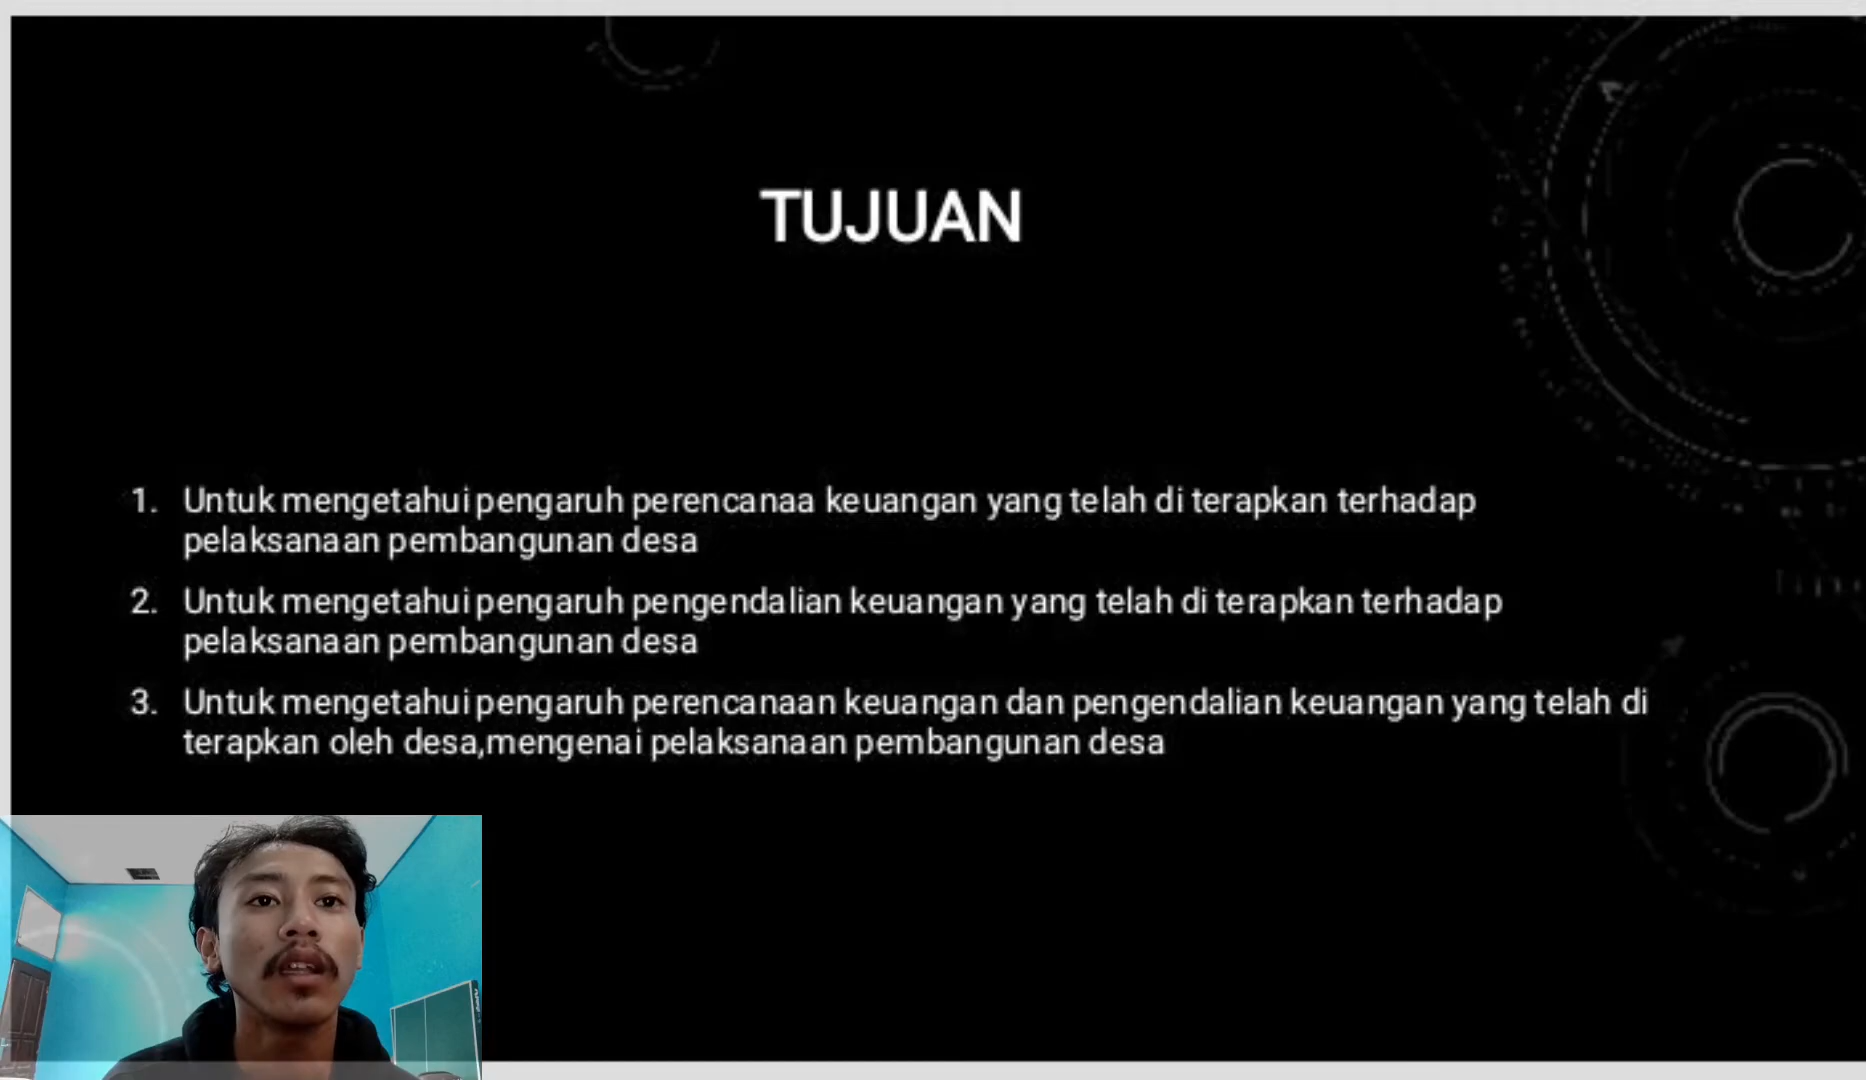 TUJUAN
1. Untuk mengetahui pengaruh perencanaa keuangan yang telah di terapkan terhadap
pelaksanaan pembangunan desa
2. Untuk mengetahui pengaruh pengendalian keuangan yang telah di terapkan terhadap
pelaksanaan pembangunan desa
3. Untuk mengetahui pengaruh perencanaan keuangan dan pengendalian keuangan yang telah di
terapkan oleh desa,mengenai pelaksanaan pembangunan desa